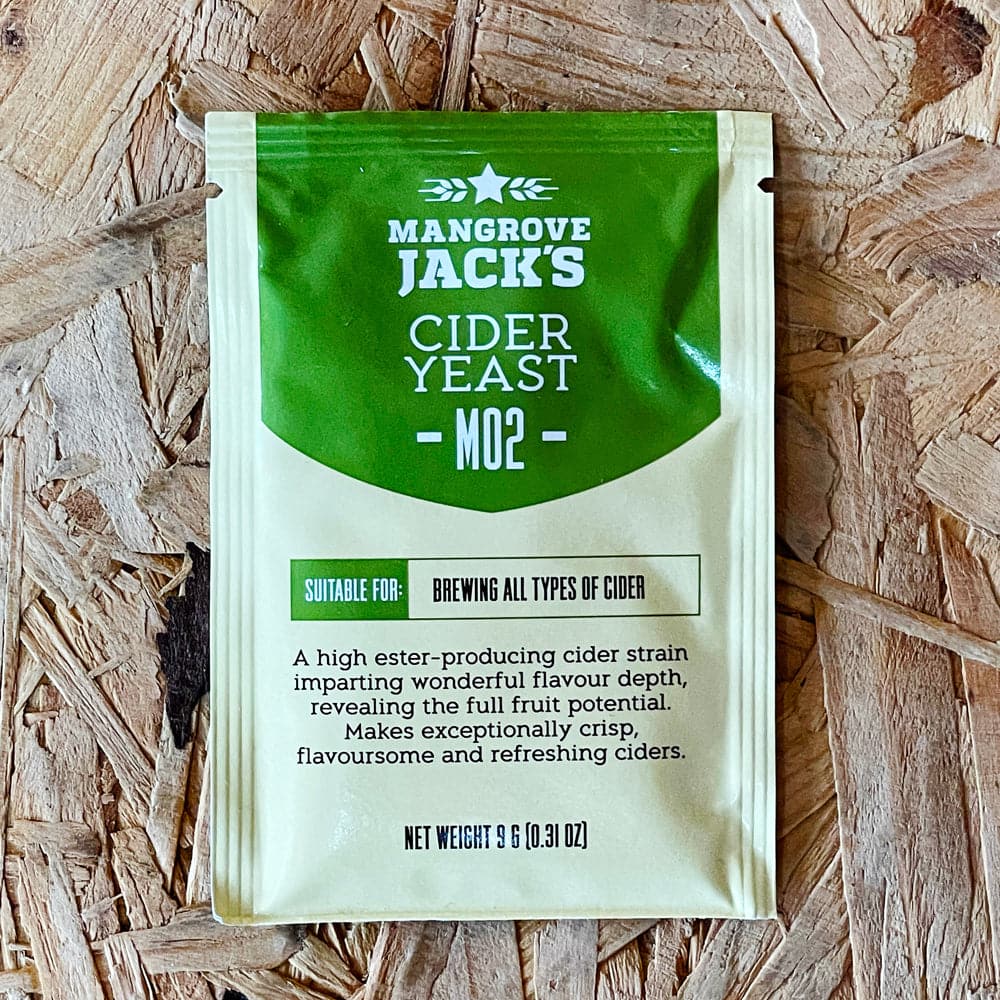 MANGROVE
JACK'S
CIDER
YEAST
- M02 -
SUITABLE FOR: BREWING ALL TYPES OF CIDER
A high ester-producing cider strain
imparting wonderful flavour depth,
revealing the full fruit potential.
Makes exceptionally crisp,
flavoursome and refreshing ciders.
NET WEIGHT 9 G (0.31 OZ)